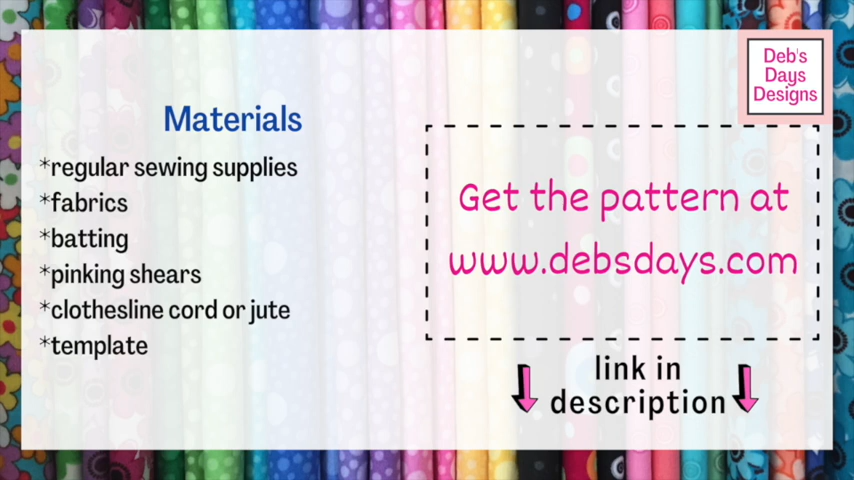 Deb's
Days
Designs
Materials
*regular sewing supplies
*fabrics
*batting
*pinking shears
*clothesline cord or jute
*template
Get the pattern at
www.debsdays.com
link in
description